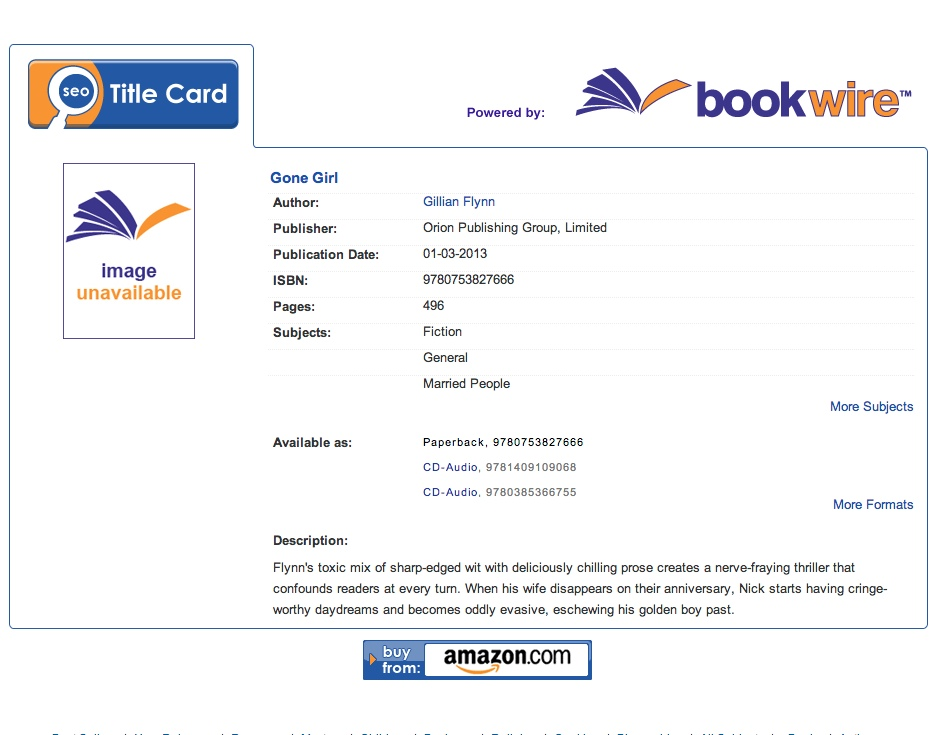 seo Title Card
Powered by:
bookwire™
image
unavailable
Gone Girl
Author: Gillian Flynn
Publisher: Orion Publishing Group, Limited
Publication Date: 01-03-2013
ISBN: 9780753827666
Pages: 496
Subjects: Fiction
General
Married People
More Subjects
Available as: Paperback, 9780753827666
CD-Audio, 9781409109068
CD-Audio, 9780385366755
More Formats
Description:
Flynn's toxic mix of sharp-edged wit with deliciously chilling prose creates a nerve-fraying thriller that
confounds readers at every turn. When his wife disappears on their anniversary, Nick starts having cringe-
worthy daydreams and becomes oddly evasive, eschewing his golden boy past.
buy
from: amazon.com